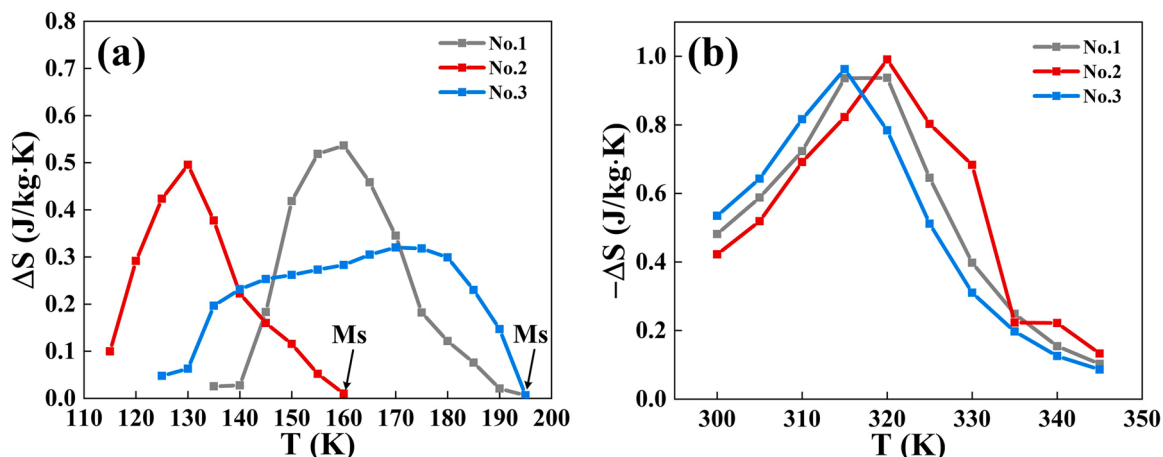 (a)
No.1
No.2
No.3
Ms
Ms
ΔS (J/kg·K)
0.8
0.7
0.6
0.5
0.4
0.3
0.2
0.1
0.0
110 120 130 140 150 160 170 180 190 200
T (K)
(b)
No.1
No.2
No.3
−ΔS (J/kg·K)
1.0
0.8
0.6
0.4
0.2
0.0
300 310 320 330 340 350
T (K)